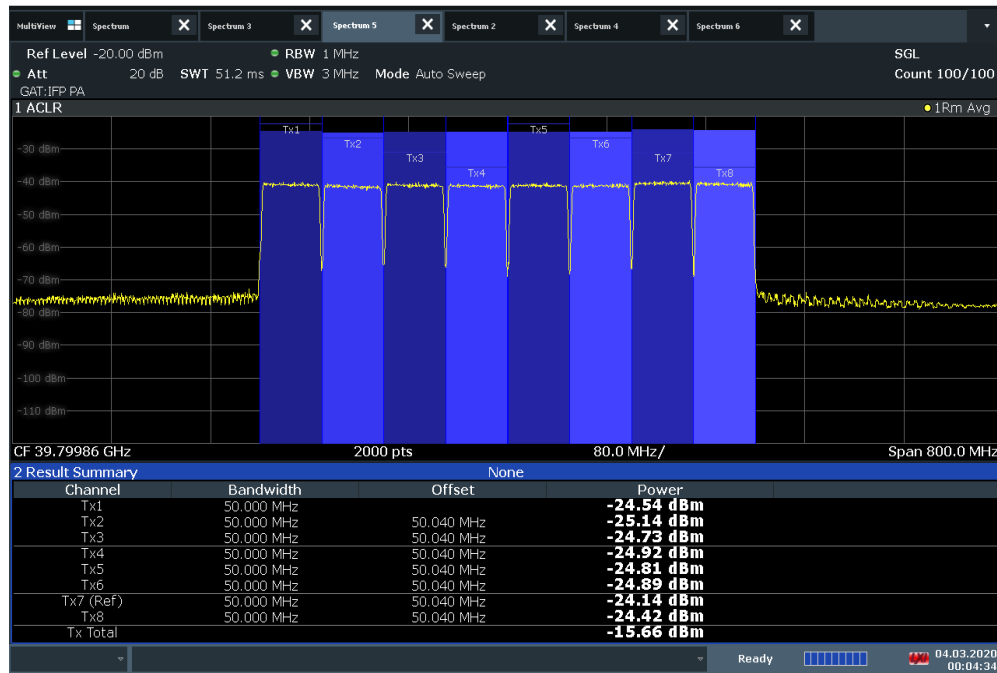 MultiView Spectrum X Spectrum 3 X Spectrum 5 X Spectrum 2 X Spectrum 4 X Spectrum 6 X
Ref Level -20.00 dBm RBW 1 MHz SGL
Att 20 dB SWT 51.2 ms VBW 3 MHz Mode Auto Sweep Count 100/100
GAT:IFP PA
1 ACLR 1Rm Avg
Tx1 Tx5
Tx2 Tx6
-30 dBm
Tx3 Tx7
Tx4 Tx8
-40 dBm
-50 dBm
-60 dBm
-70 dBm
-80 dBm
-90 dBm
-100 dBm
-110 dBm
CF 39.79986 GHz 2000 pts 80.0 MHz/ Span 800.0 MHz
2 Result Summary None
Channel Bandwidth Offset Power
Tx1 50.000 MHz -24.54 dBm
Tx2 50.000 MHz 50.040 MHz -25.14 dBm
Tx3 50.000 MHz 50.040 MHz -24.73 dBm
Tx4 50.000 MHz 50.040 MHz -24.92 dBm
Tx5 50.000 MHz 50.040 MHz -24.81 dBm
Tx6 50.000 MHz 50.040 MHz -24.89 dBm
Tx7 (Ref) 50.000 MHz 50.040 MHz -24.14 dBm
Tx8 50.000 MHz 50.040 MHz -24.42 dBm
Tx Total -15.66 dBm
Ready 04.03.2020
00:04:34